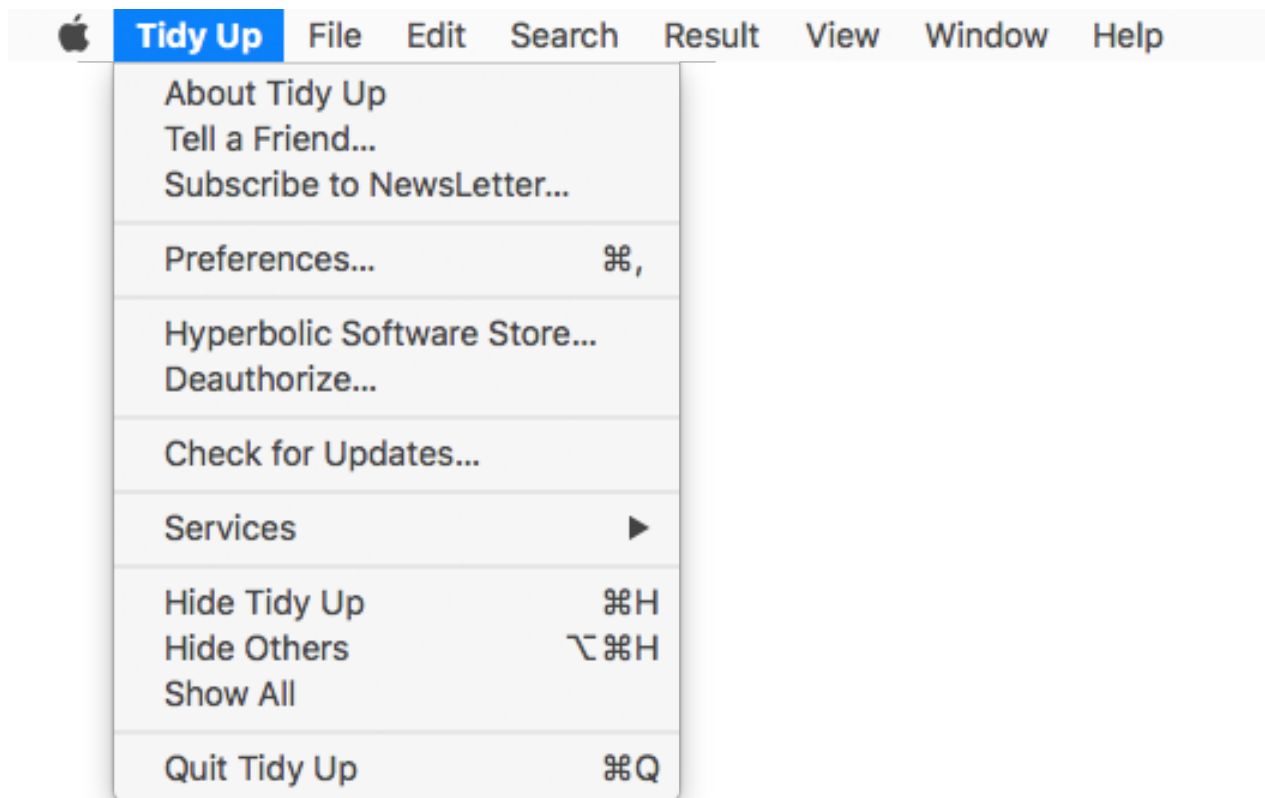 Tidy Up File Edit Search Result View Window Help
About Tidy Up
Tell a Friend...
Subscribe to NewsLetter...
Preferences... ⌘,
Hyperbolic Software Store...
Deauthorize...
Check for Updates...
Services ▶
Hide Tidy Up ⌘H
Hide Others ⌥⌘H
Show All
Quit Tidy Up ⌘Q